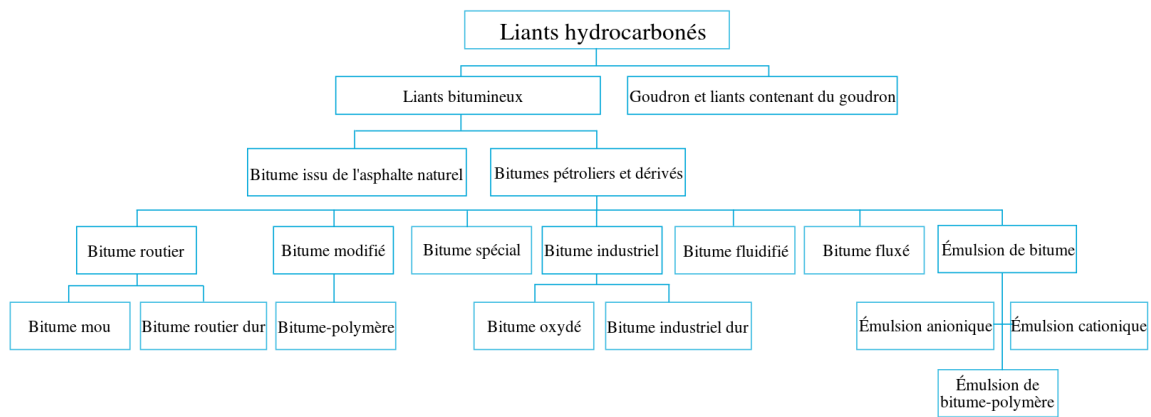 Liants hydrocarbonés
Liants bitumineux
Goudron et liants contenant du goudron
Bitume issu de l'asphalte naturel
Bitumes pétroliers et dérivés
Bitume routier
Bitume modifié
Bitume spécial
Bitume industriel
Bitume fluidifié
Bitume fluxé
Émulsion de bitume
Bitume mou
Bitume routier dur
Bitume-polymère
Bitume oxydé
Bitume industriel dur
Émulsion anionique
Émulsion cationique
Émulsion de
bitume-polymère